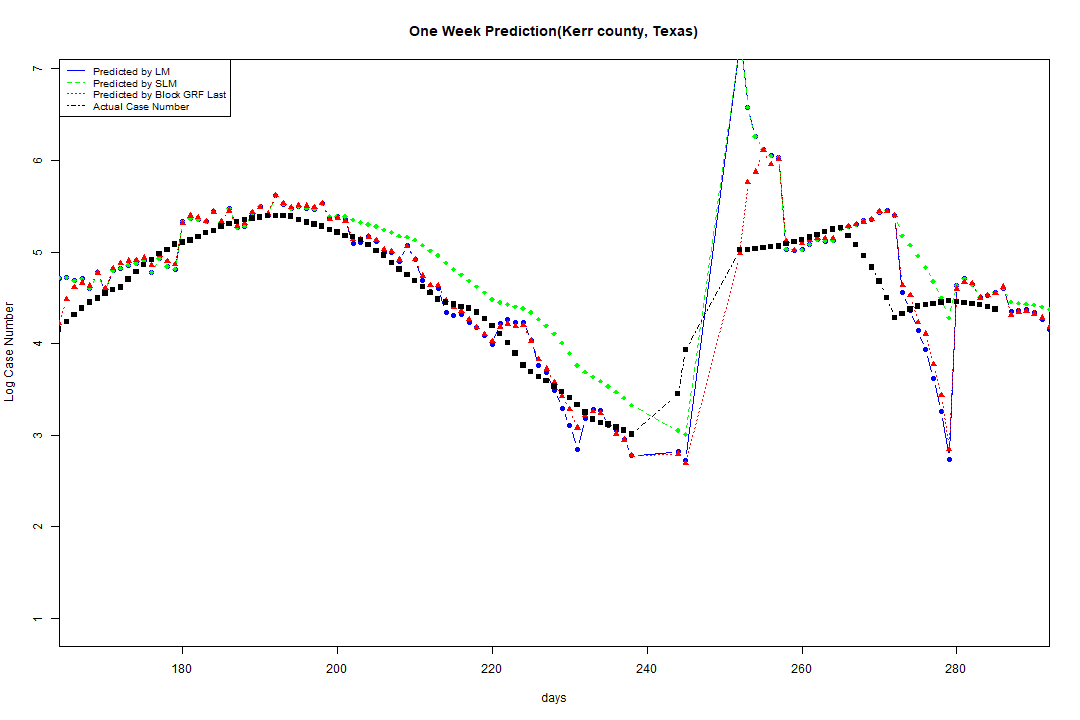 One Week Prediction(Kerr county, Texas)
Predicted by LM
Predicted by SLM
Predicted by Block GRF Last
Actual Case Number
7
6
5
4
3
2
1
Log Case Number
180 200 220 240 260 280
days